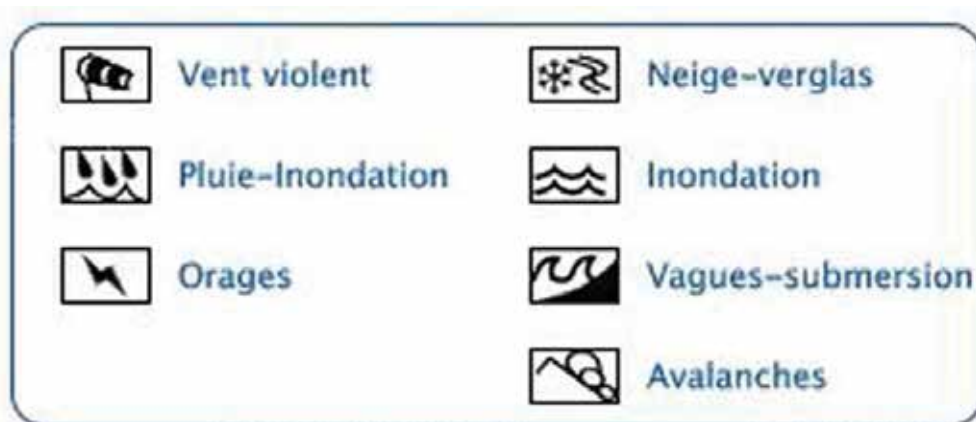 Vent violent
Neige-verglas
Pluie-Inondation
Inondation
Orages
Vagues-submersion
Avalanches